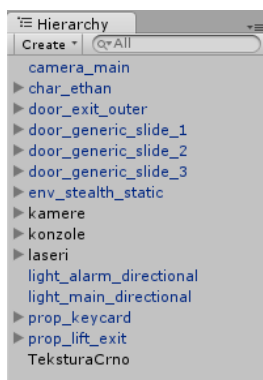 Hierarchy
Create All
camera_main
char_ethan
door_exit_outer
door_generic_slide_1
door_generic_slide_2
door_generic_slide_3
env_stealth_static
kamere
konzole
laseri
light_alarm_directional
light_main_directional
prop_keycard
prop_lift_exit
TeksturaCrno